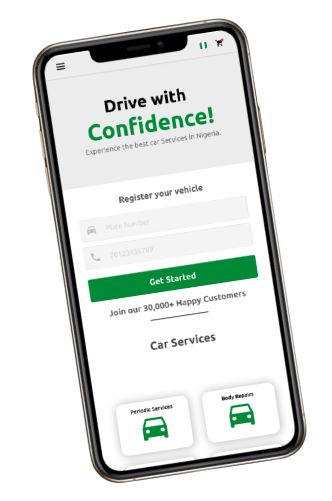 Drive with
Confidence!
Experience the best car Services in Nigeria.
Register your vehicle
Plate Number
70123456789
Get Started
Join our 30,000+ Happy Customers
Car Services
Periodic Services
Body Repairs